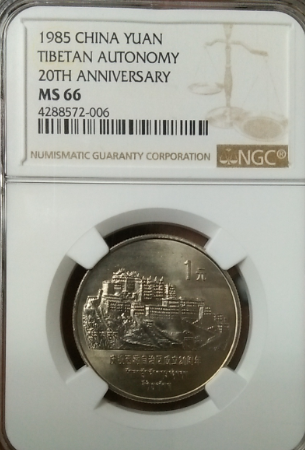 1985 CHINA YUAN
TIBETAN AUTONOMY
20TH ANNIVERSARY
MS 66
4288572-006
NUMISMATIC GUARANTY CORPORATION NGC®
1元